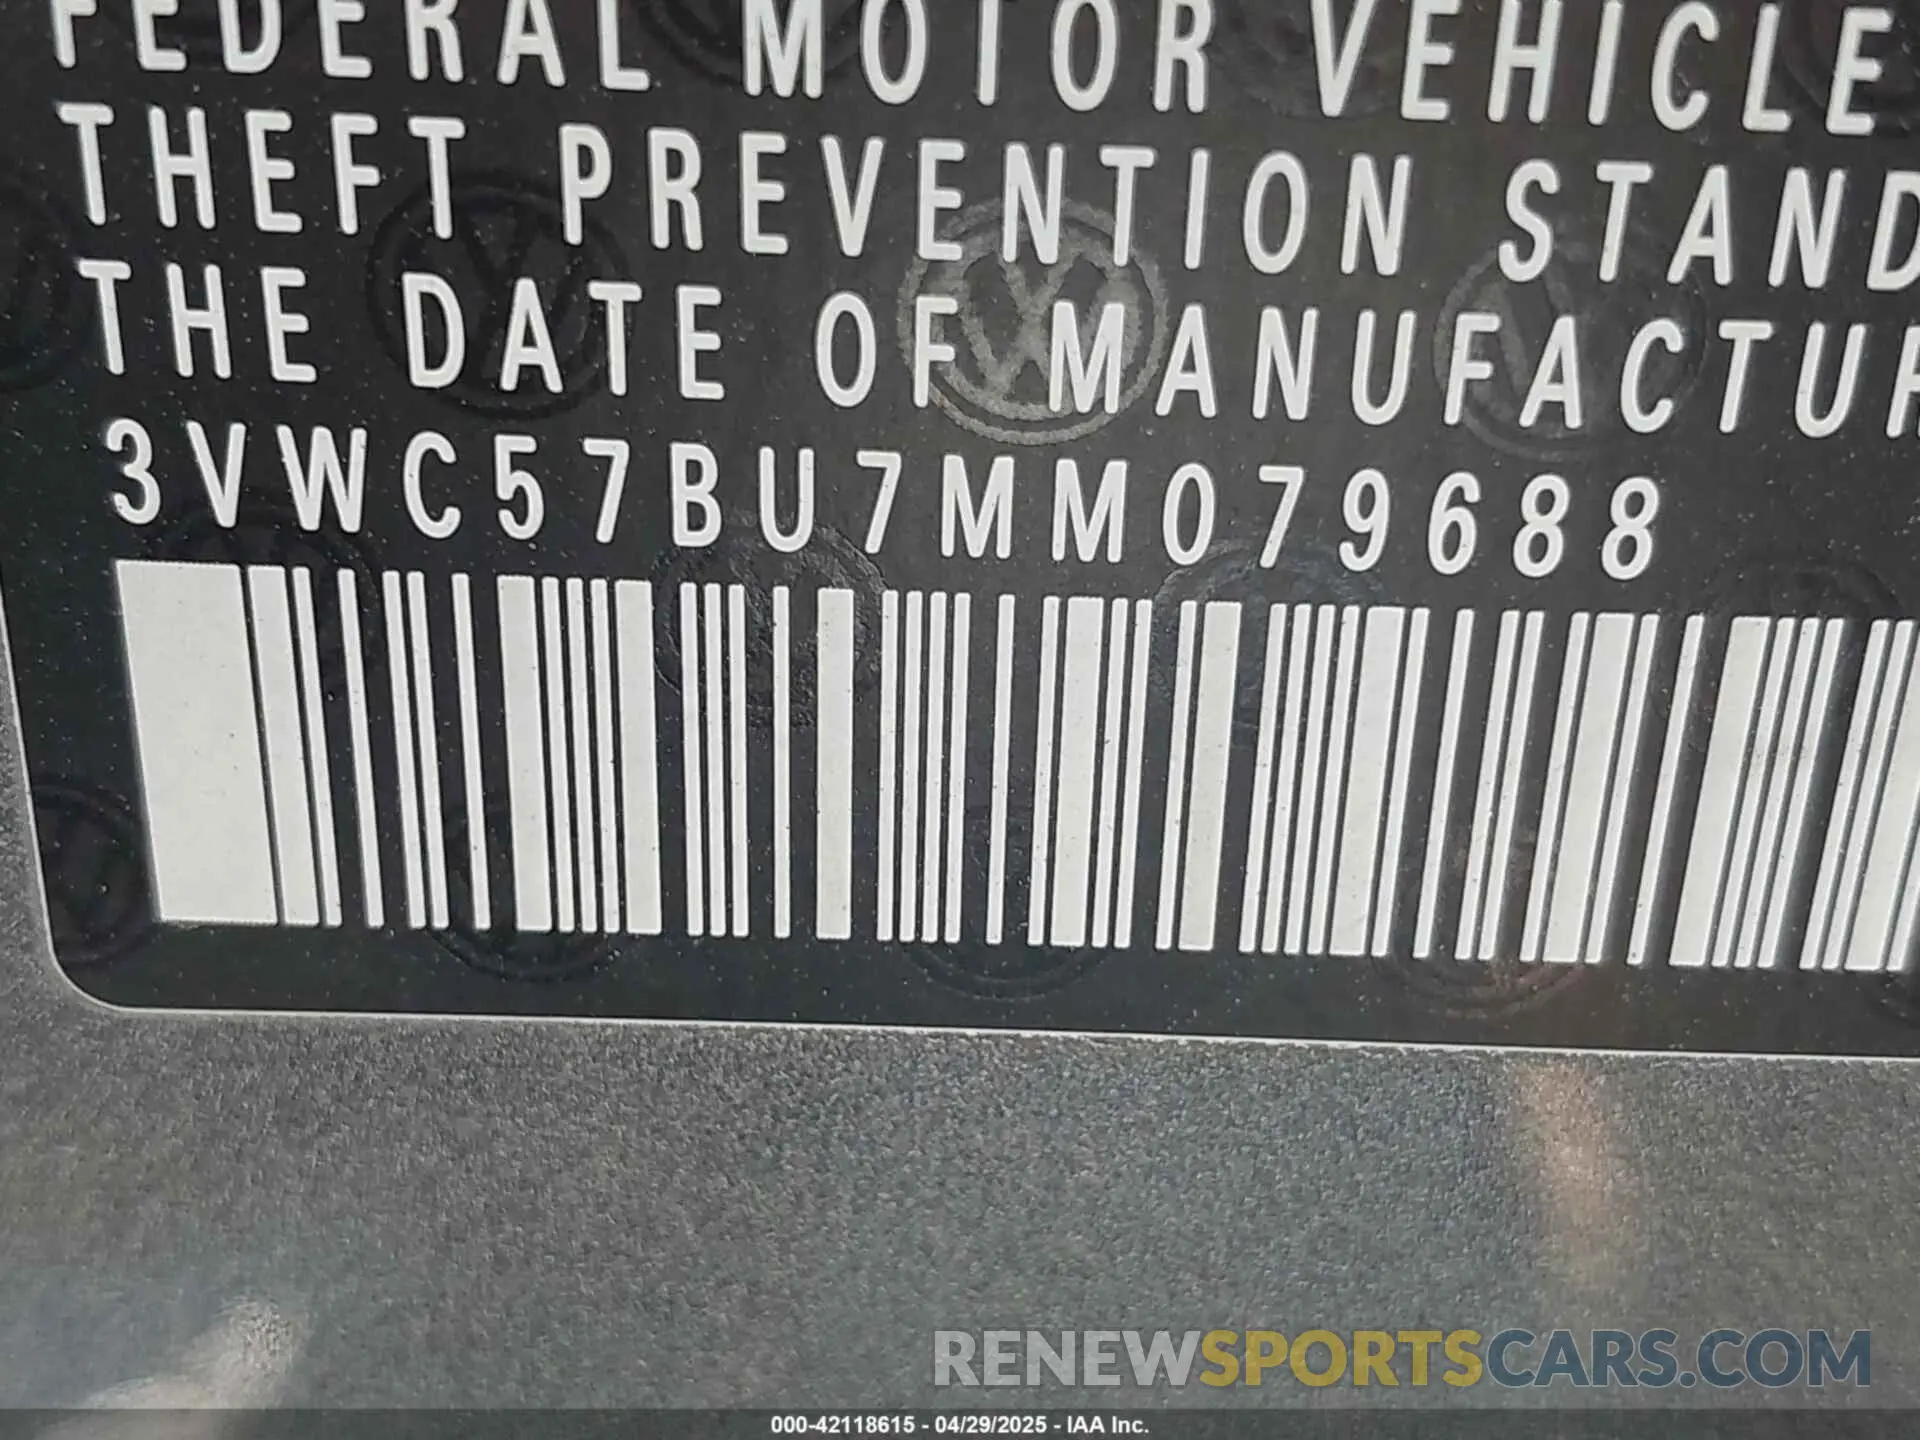 FEDERAL MOTOR VEHICLE
THEFT PREVENTION STAND
THE DATE OF MANUFACTUR
3VWC57BU7MM079688
RENEWSPORTSCARS.COM
000-42118615 - 04/29/2025 - IAA Inc.